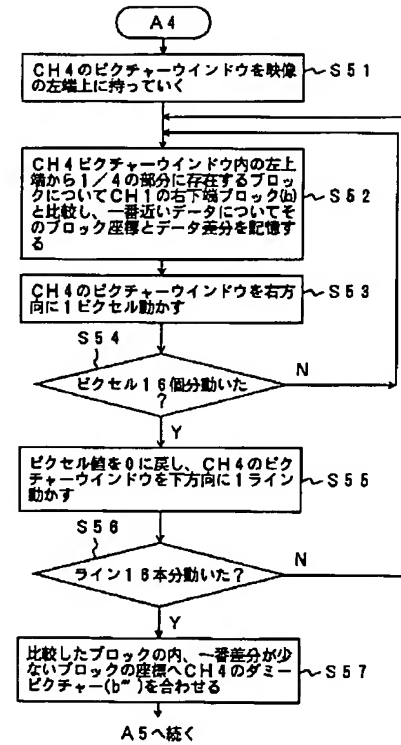 A4
CH4のピクチャーウインドウを映像
の左端上に持っていく
S51
CH4ピクチャーウインドウ内の左上
端から1/4の部分に存在するブロッ
クについてCH1の右下端ブロック(b)
と比較し、一番近いデータについてそ
のブロック座標とデータ差分を記憶す
る
S52
CH4のピクチャーウインドウを右方
向に1ピクセル動かす
S53
S54
ピクセル16個分動いた
?
N
Y
ピクセル値を0に戻し、CH4のピク
チャーウインドウを下方向に1ライン
動かす
S55
S56
ライン16本分動いた?
N
Y
比較したブロックの内、一番差分が少
ないブロックの座標へCH4のダミー
ピクチャー(b‴)を合わせる
S57
A5へ続く